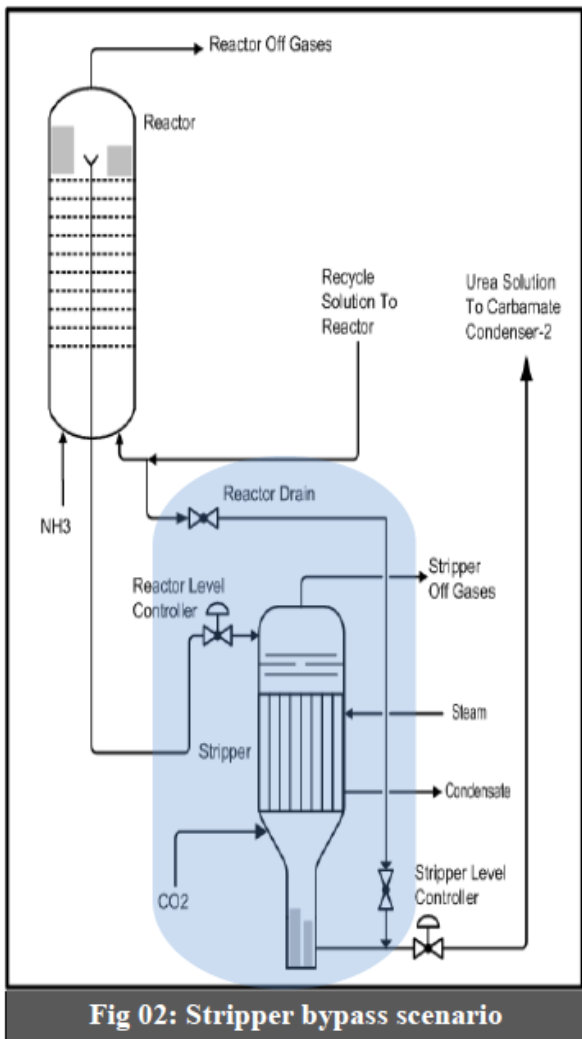 Reactor Off Gases
Reactor
Recycle
Solution To
Reactor
Urea Solution
To Carbamate
Condenser-2
NH3
Reactor Drain
Reactor Level
Controller
Stripper
Off Gases
Steam
Stripper
Condensate
CO2
Stripper Level
Controller
Fig 02: Stripper bypass scenario